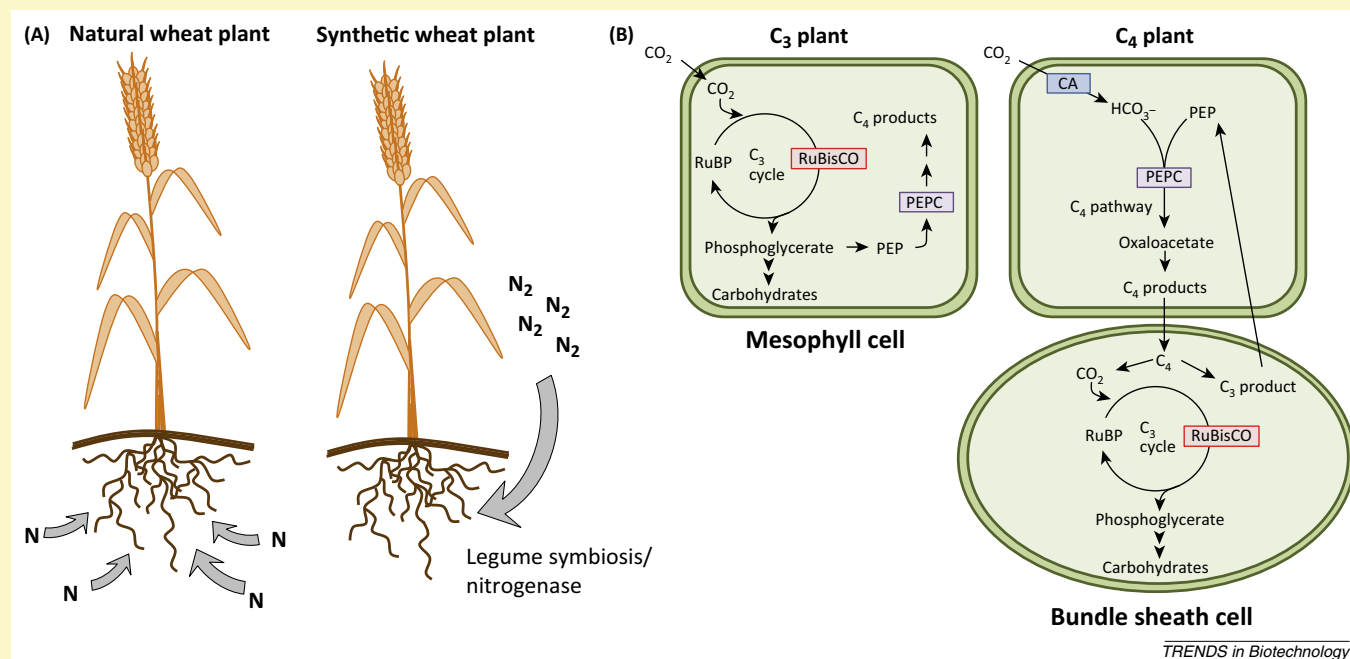 (A)
Natural wheat plant
Synthetic wheat plant
N₂
N₂
N₂
N₂
N
N
N
N
Legume symbiosis/
nitrogenase
(B)
C₃ plant
CO₂
CO₂
RuBP
C₃
cycle
RuBisCO
C₄ products
PEPC
Phosphoglycerate
PEP
Carbohydrates
Mesophyll cell
C₄ plant
CO₂
CA
HCO₃⁻
PEP
PEPC
C₄ pathway
Oxaloacetate
C₄ products
C₄
CO₂
C₃ product
RuBP
C₃
cycle
RuBisCO
Phosphoglycerate
Carbohydrates
Bundle sheath cell
TRENDS in Biotechnology